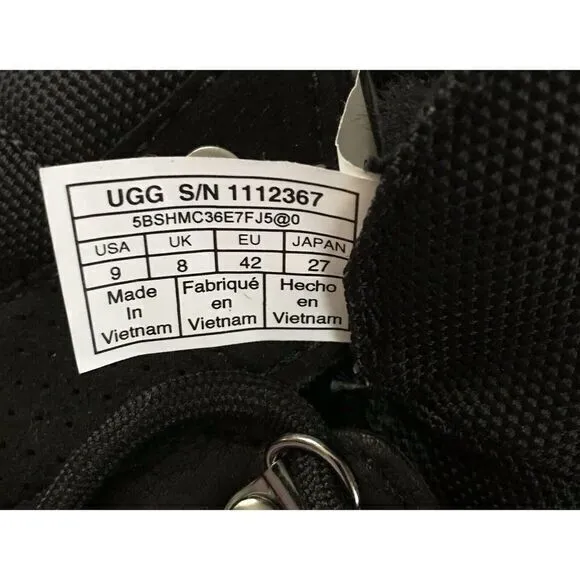 UGG S/N 1112367
5BSHMC36E7FJ5@0
USA UK EU JAPAN
9 8 42 27
Made Fabriqué Hecho
In en en
Vietnam Vietnam Vietnam